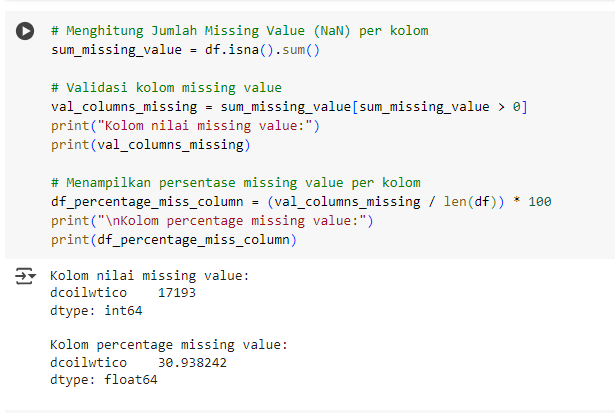 # Menghitung Jumlah Missing Value (NaN) per kolom
sum_missing_value = df.isna().sum()
# Validasi kolom missing value
val_columns_missing = sum_missing_value[sum_missing_value > 0]
print("Kolom nilai missing value:")
print(val_columns_missing)
# Menampilkan persentase missing value per kolom
df_percentage_miss_column = (val_columns_missing / len(df)) * 100
print("\nKolom percentage missing value:")
print(df_percentage_miss_column)
Kolom nilai missing value:
dcoilwtico    17193
dtype: int64
Kolom percentage missing value:
dcoilwtico    30.938242
dtype: float64